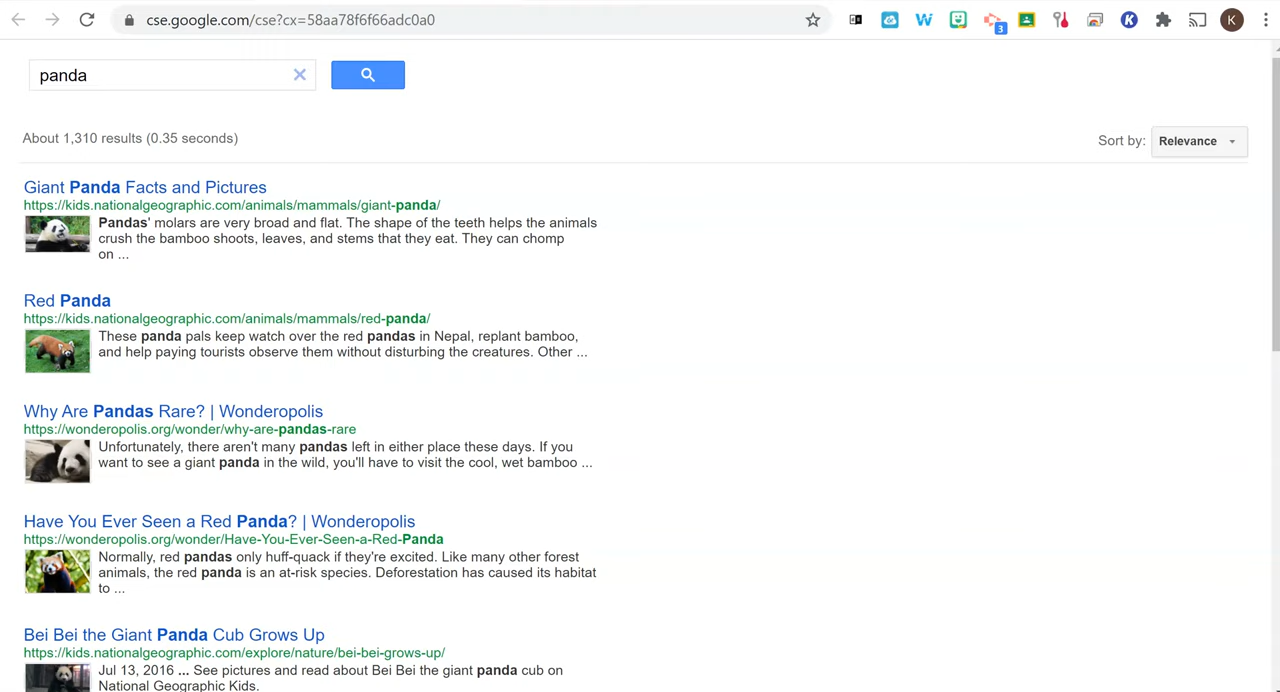 cse.google.com/cse?cx=58aa78f6f66adc0a0
W
3
K
K
panda
About 1,310 results (0.35 seconds)
Sort by: Relevance
Giant Panda Facts and Pictures
https://kids.nationalgeographic.com/animals/mammals/giant-panda/
Pandas' molars are very broad and flat. The shape of the teeth helps the animals
crush the bamboo shoots, leaves, and stems that they eat. They can chomp
on ...
Red Panda
https://kids.nationalgeographic.com/animals/mammals/red-panda/
These panda pals keep watch over the red pandas in Nepal, replant bamboo,
and help paying tourists observe them without disturbing the creatures. Other ...
Why Are Pandas Rare? | Wonderopolis
https://wonderopolis.org/wonder/why-are-pandas-rare
Unfortunately, there aren't many pandas left in either place these days. If you
want to see a giant panda in the wild, you'll have to visit the cool, wet bamboo ...
Have You Ever Seen a Red Panda? | Wonderopolis
https://wonderopolis.org/wonder/Have-You-Ever-Seen-a-Red-Panda
Normally, red pandas only huff-quack if they're excited. Like many other forest
animals, the red panda is an at-risk species. Deforestation has caused its habitat
to ...
Bei Bei the Giant Panda Cub Grows Up
https://kids.nationalgeographic.com/explore/nature/bei-bei-grows-up/
Jul 13, 2016 ... See pictures and read about Bei Bei the giant panda cub on
National Geographic Kids.